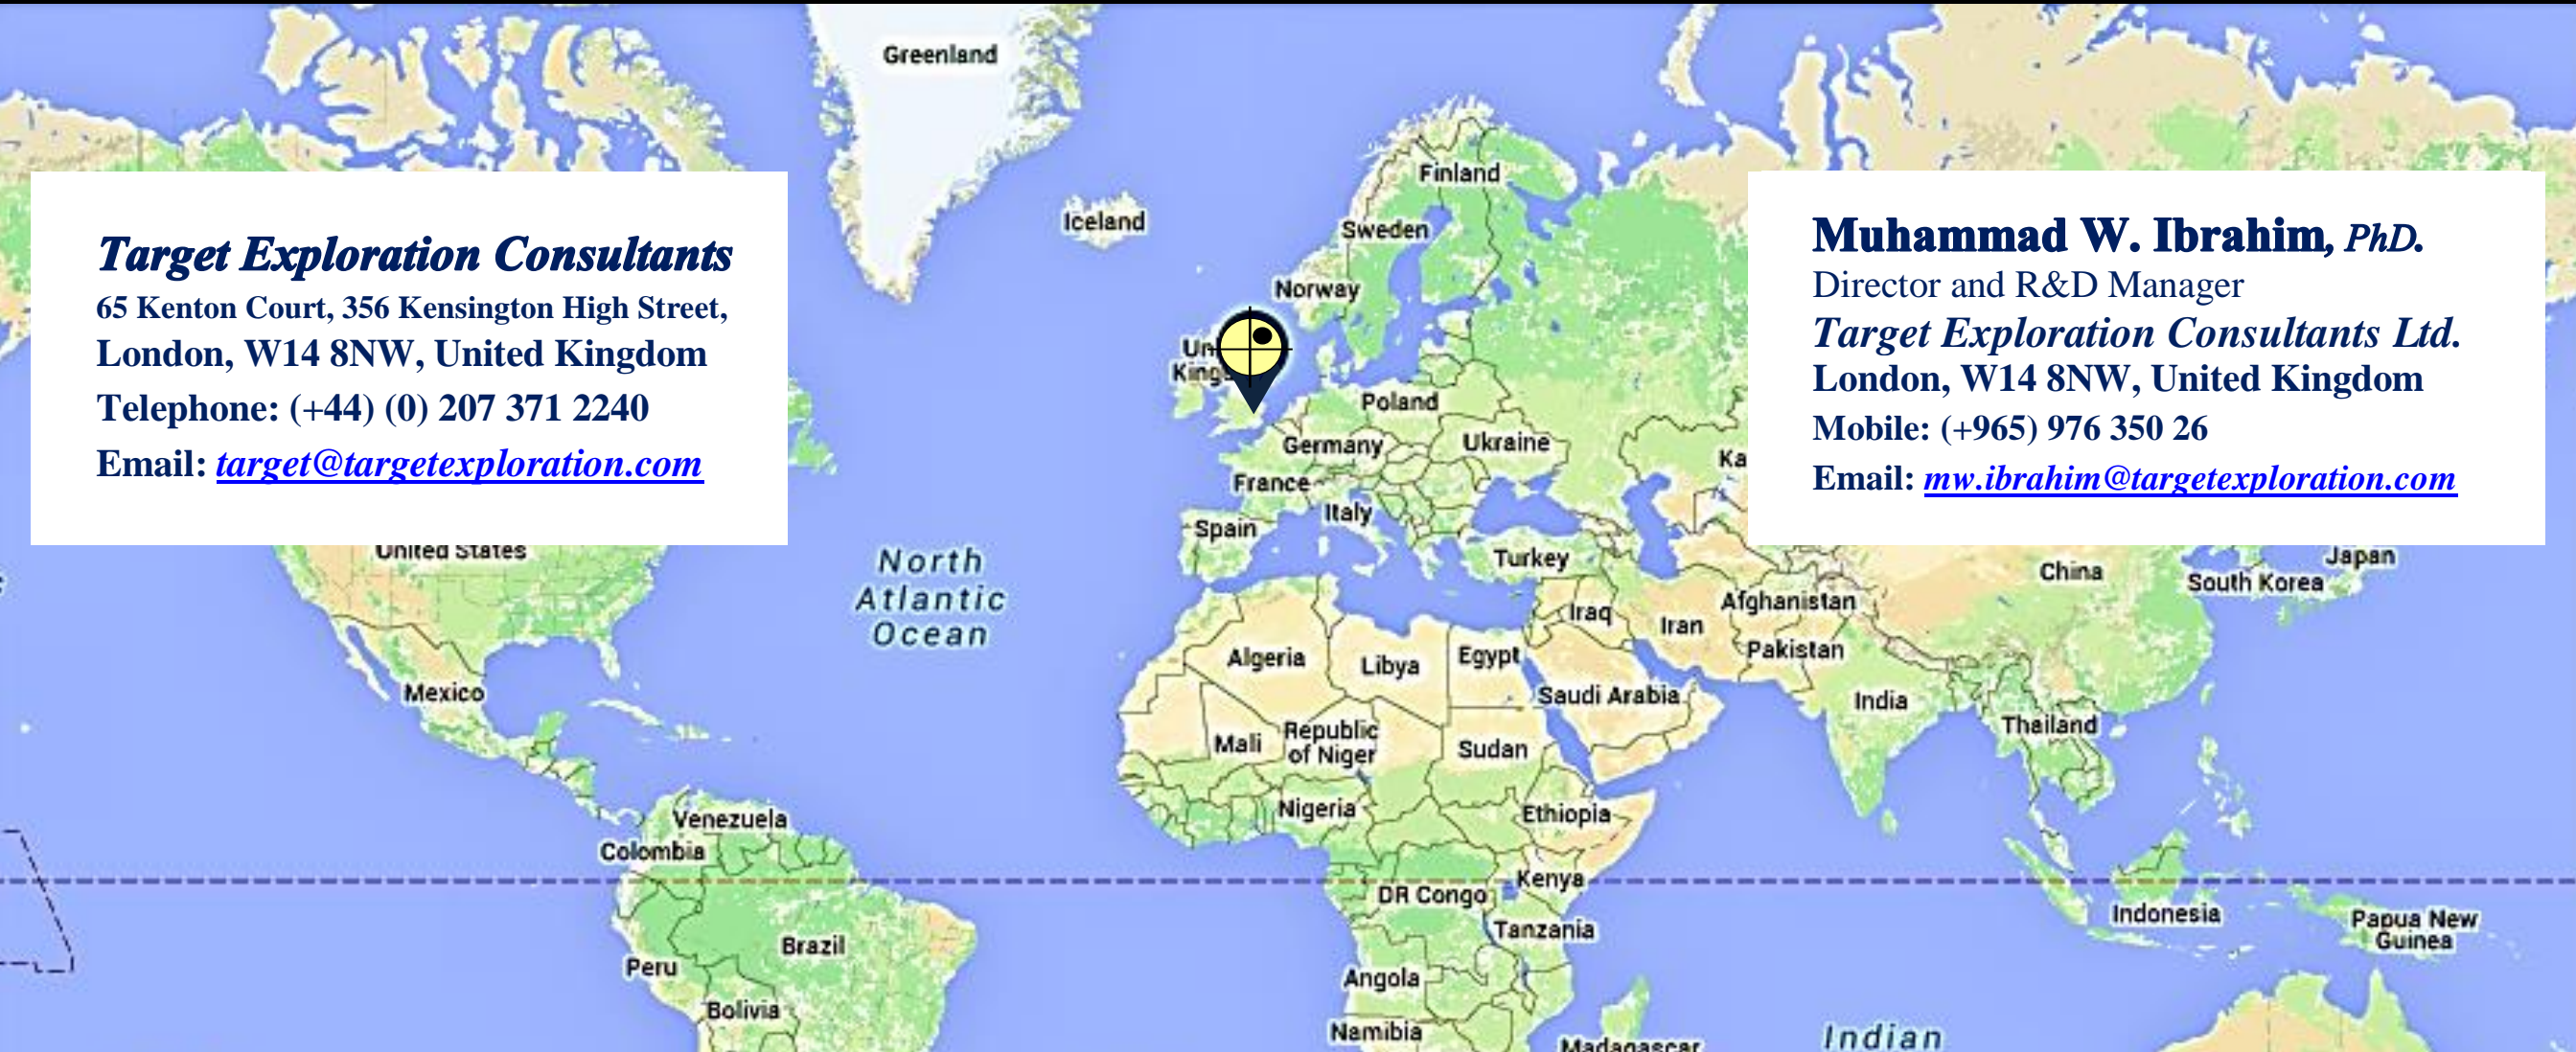 Target Exploration Consultants
65 Kenton Court, 356 Kensington High Street,
London, W14 8NW, United Kingdom
Telephone: (+44) (0) 207 371 2240
Email: target@targetexploration.com
Muhammad W. Ibrahim, PhD.
Director and R&D Manager
Target Exploration Consultants Ltd.
London, W14 8NW, United Kingdom
Mobile: (+965) 976 350 26
Email: mw.ibrahim@targetexploration.com
Greenland
Iceland
Finland
Sweden
Norway
Poland
Germany
Ukraine
France
Italy
Spain
Turkey
United States
North
Atlantic
Ocean
Mexico
Algeria
Libya
Egypt
Iraq
Iran
Afghanistan
Pakistan
Saudi Arabia
India
China
South Korea
Japan
Thailand
Mali
Republic
of Niger
Sudan
Nigeria
Ethiopia
Venezuela
Colombia
Kenya
DR Congo
Tanzania
Indonesia
Papua New
Guinea
Brazil
Peru
Angola
Bolivia
Namibia
Madagascar
Indian